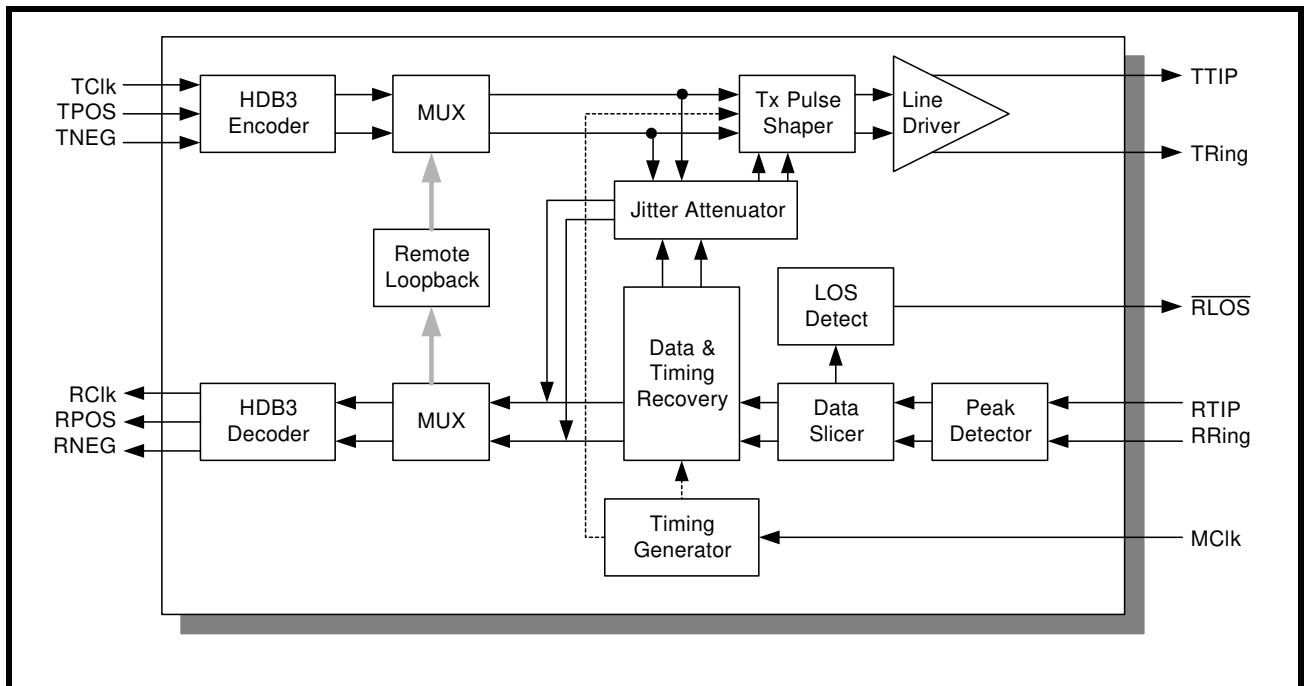 TClk
TPOS
TNEG
HDB3
Encoder
MUX
Tx Pulse
Shaper
Line
Driver
TTIP
TRing
Jitter Attenuator
Remote
Loopback
LOS
Detect
RLOS
Data &
Timing
Recovery
RClk
RPOS
RNEG
HDB3
Decoder
MUX
Data
Slicer
Peak
Detector
RTIP
RRing
Timing
Generator
MClk